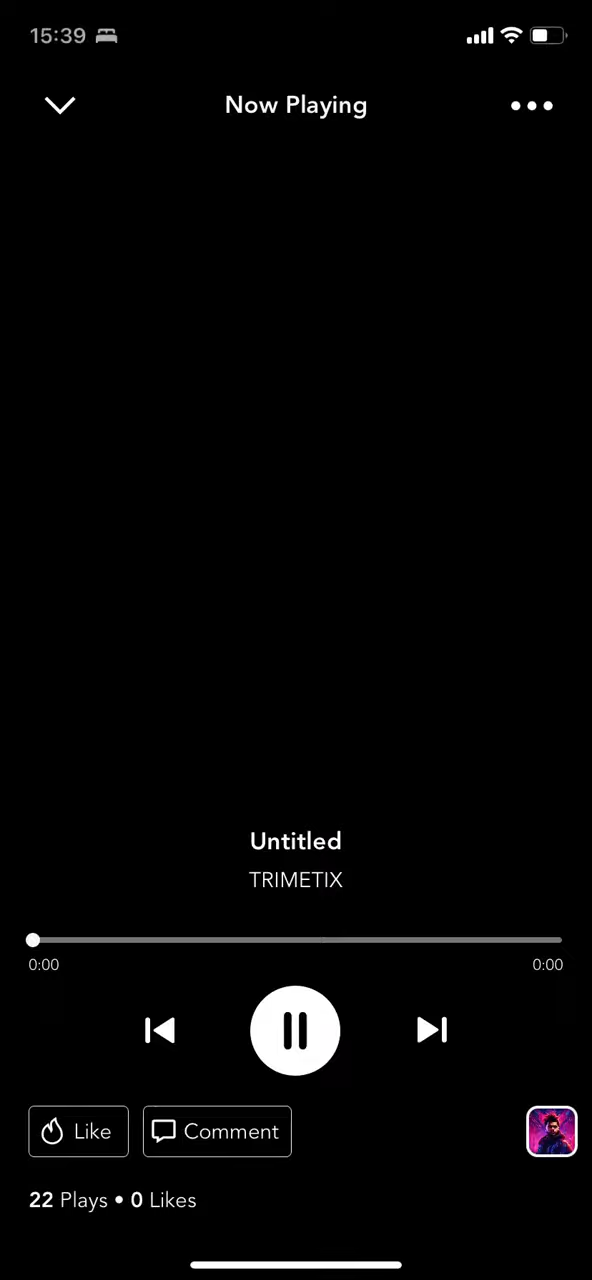 15:39
Now Playing
Untitled
TRIMETIX
0:00 0:00
Like Comment
22 Plays • 0 Likes